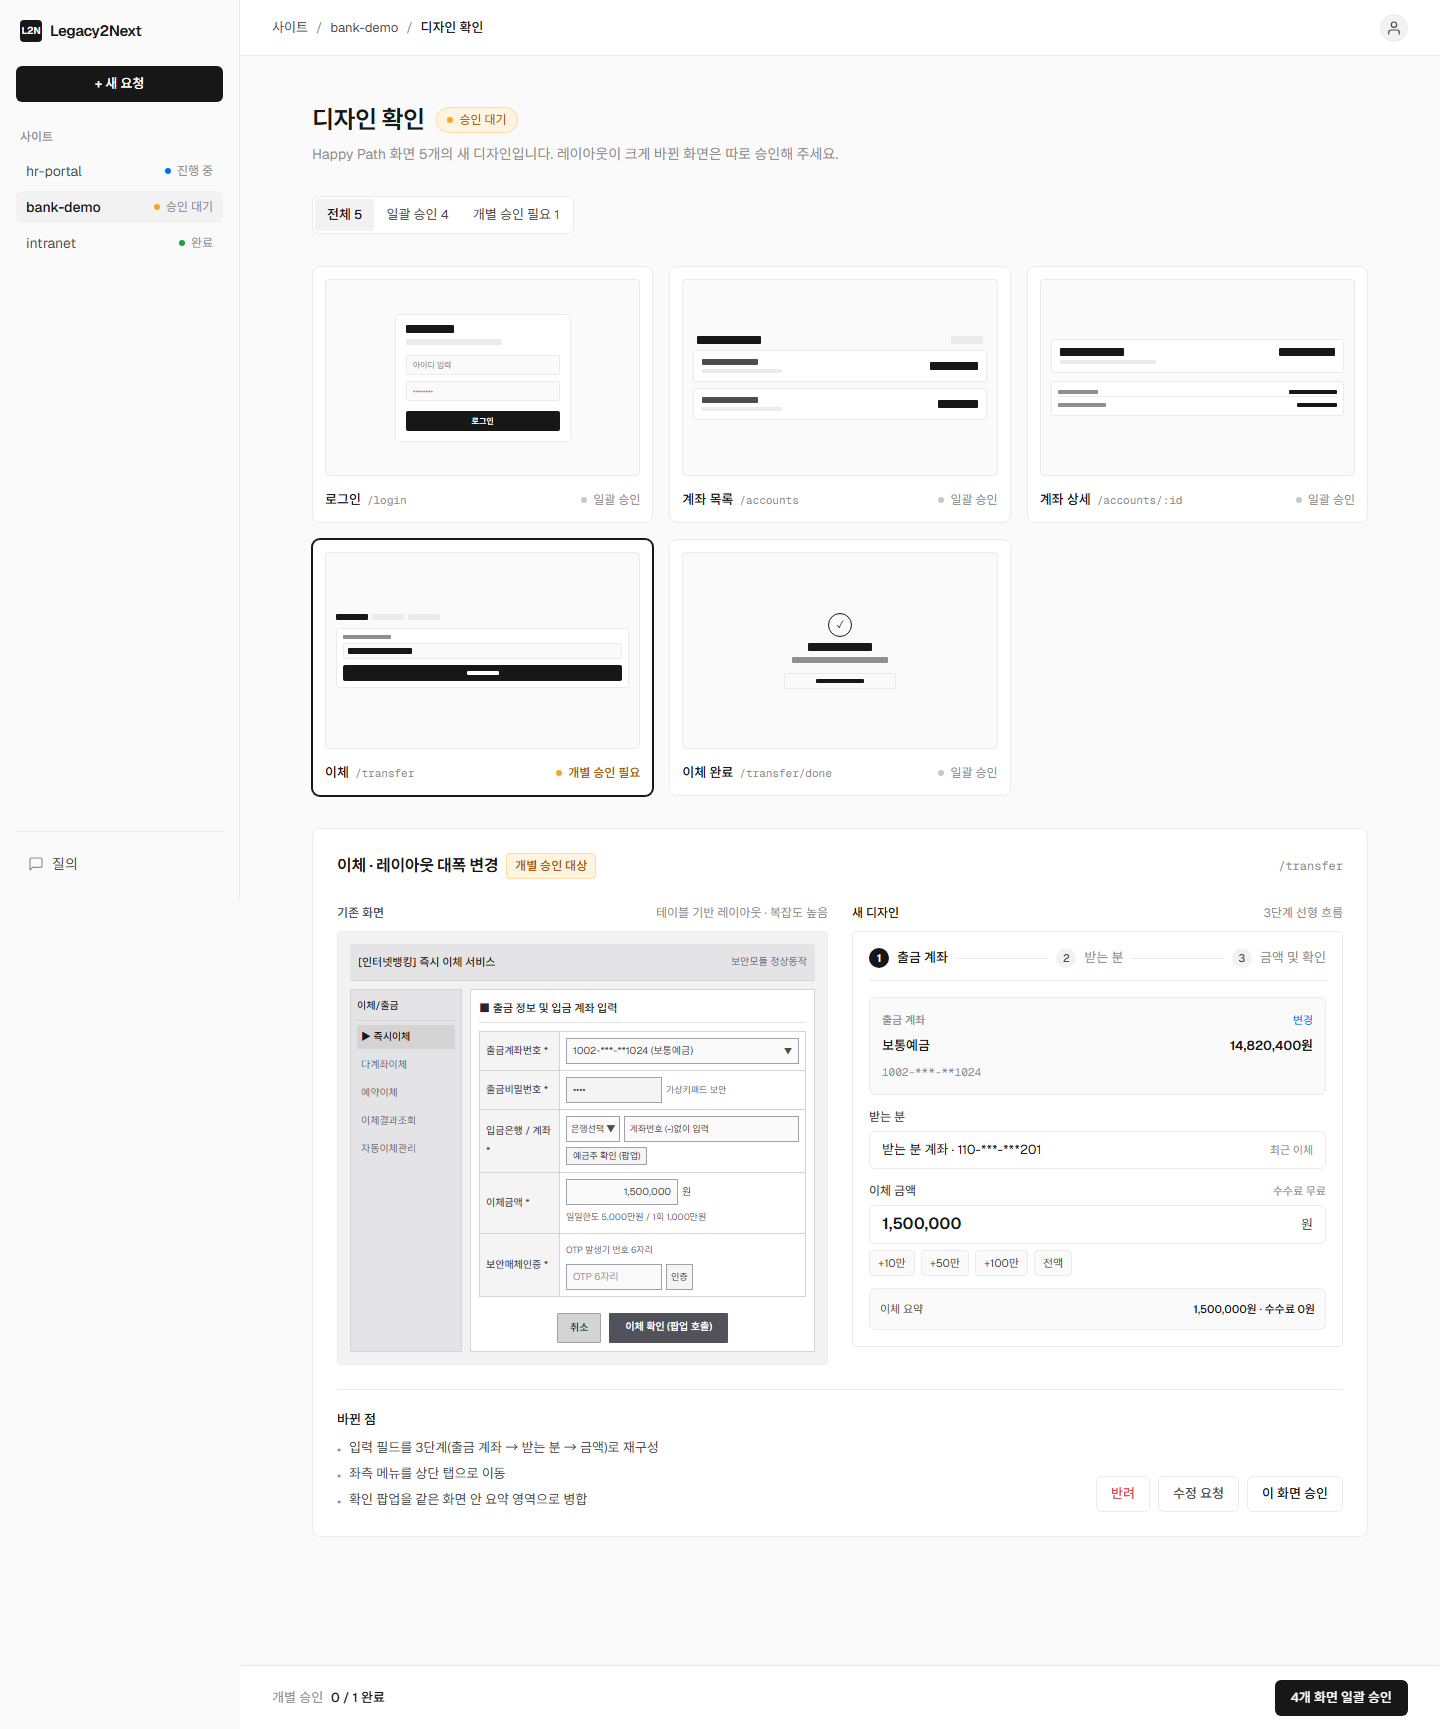 L2N Legacy2Next
+ 새 요청
사이트
hr-portal 진행 중
bank-demo 승인 대기
intranet 완료
질의
사이트 / bank-demo / 디자인 확인
디자인 확인 승인 대기
Happy Path 화면 5개의 새 디자인입니다. 레이아웃이 크게 바뀐 화면은 따로 승인해 주세요.
전체 5 일괄 승인 4 개별 승인 필요 1
아이디 입력
••••••••
로그인
로그인 /login 일괄 승인
계좌 목록 /accounts 일괄 승인
계좌 상세 /accounts/:id 일괄 승인
✓
이체 /transfer 개별 승인 필요
이체 완료 /transfer/done 일괄 승인
이체 · 레이아웃 대폭 변경 개별 승인 대상 /transfer
기존 화면 테이블 기반 레이아웃 · 복잡도 높음
[인터넷뱅킹] 즉시 이체 서비스 보안모듈 정상동작
이체/출금
▶ 즉시이체
다계좌이체
예약이체
이체결과조회
자동이체관리
■ 출금 정보 및 입금 계좌 입력
출금계좌번호 * 1002-***-**1024 (보통예금) ▼
출금비밀번호 * •••• 가상키패드 보안
입금은행 / 계좌 * 은행선택 ▼ 계좌번호 (-)없이 입력
예금주 확인 (팝업)
이체금액 * 1,500,000 원
일일한도 5,000만원 / 1회 1,000만원
보안매체인증 * OTP 발생기 번호 6자리
OTP 6자리 인증
취소 이체 확인 (팝업 호출)
새 디자인 3단계 선형 흐름
1 출금 계좌 2 받는 분 3 금액 및 확인
출금 계좌 변경
보통예금 14,820,400원
1002-***-**1024
받는 분
받는 분 계좌 · 110-***-***201 최근 이체
이체 금액 수수료 무료
1,500,000 원
+10만 +50만 +100만 전액
이체 요약 1,500,000원 · 수수료 0원
바뀐 점
• 입력 필드를 3단계(출금 계좌 → 받는 분 → 금액)로 재구성
• 좌측 메뉴를 상단 탭으로 이동
• 확인 팝업을 같은 화면 안 요약 영역으로 병합
반려 수정 요청 이 화면 승인
개별 승인 0 / 1 완료 4개 화면 일괄 승인